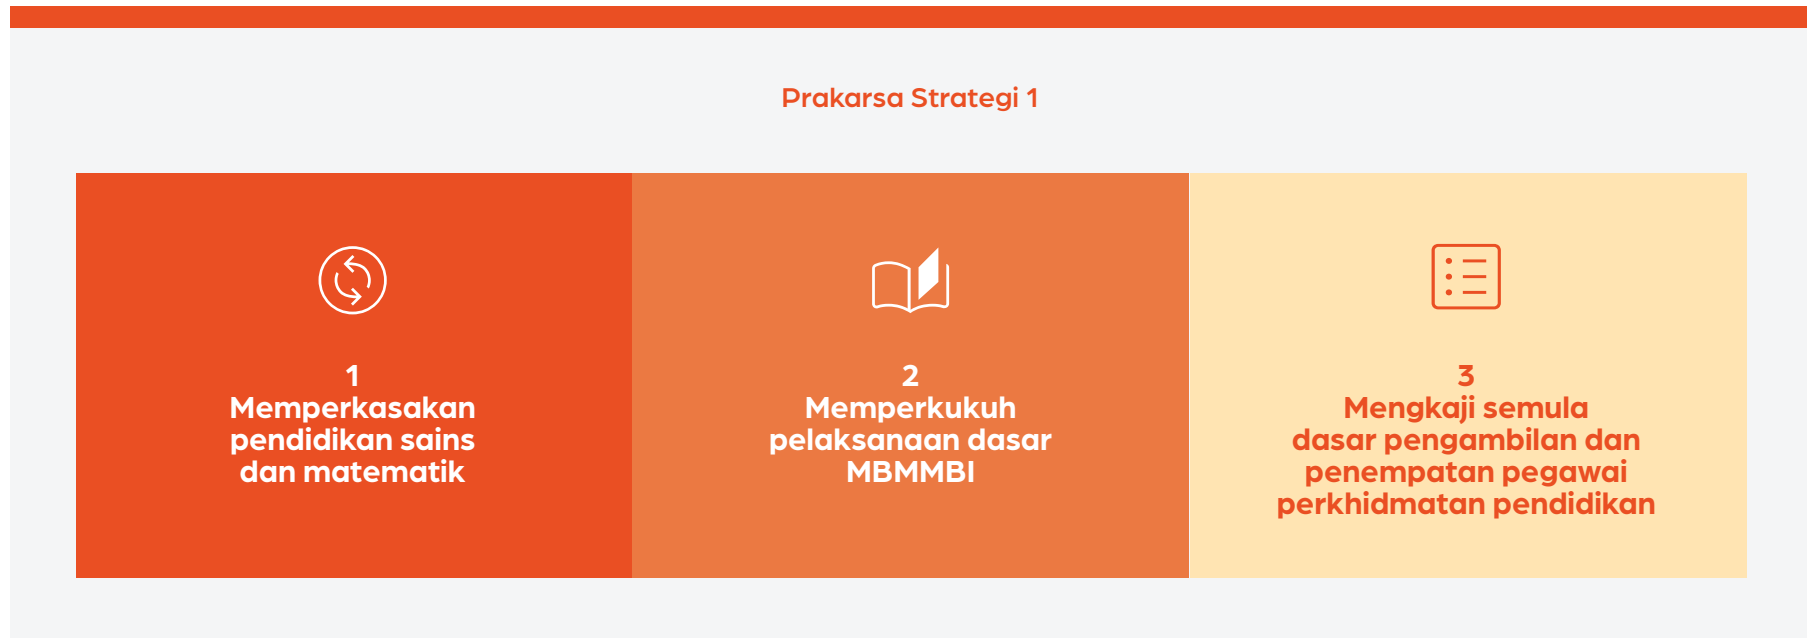 Prakarsa Strategi 1
1
Memperkasakan
pendidikan sains
dan matematik
2
Memperkukuh
pelaksanaan dasar
MBMMBI
3
Mengkaji semula
dasar pengambilan dan
penempatan pegawai
perkhidmatan pendidikan